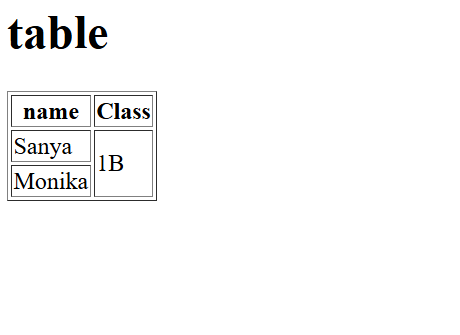 table
name Class
Sanya 1B
Monika